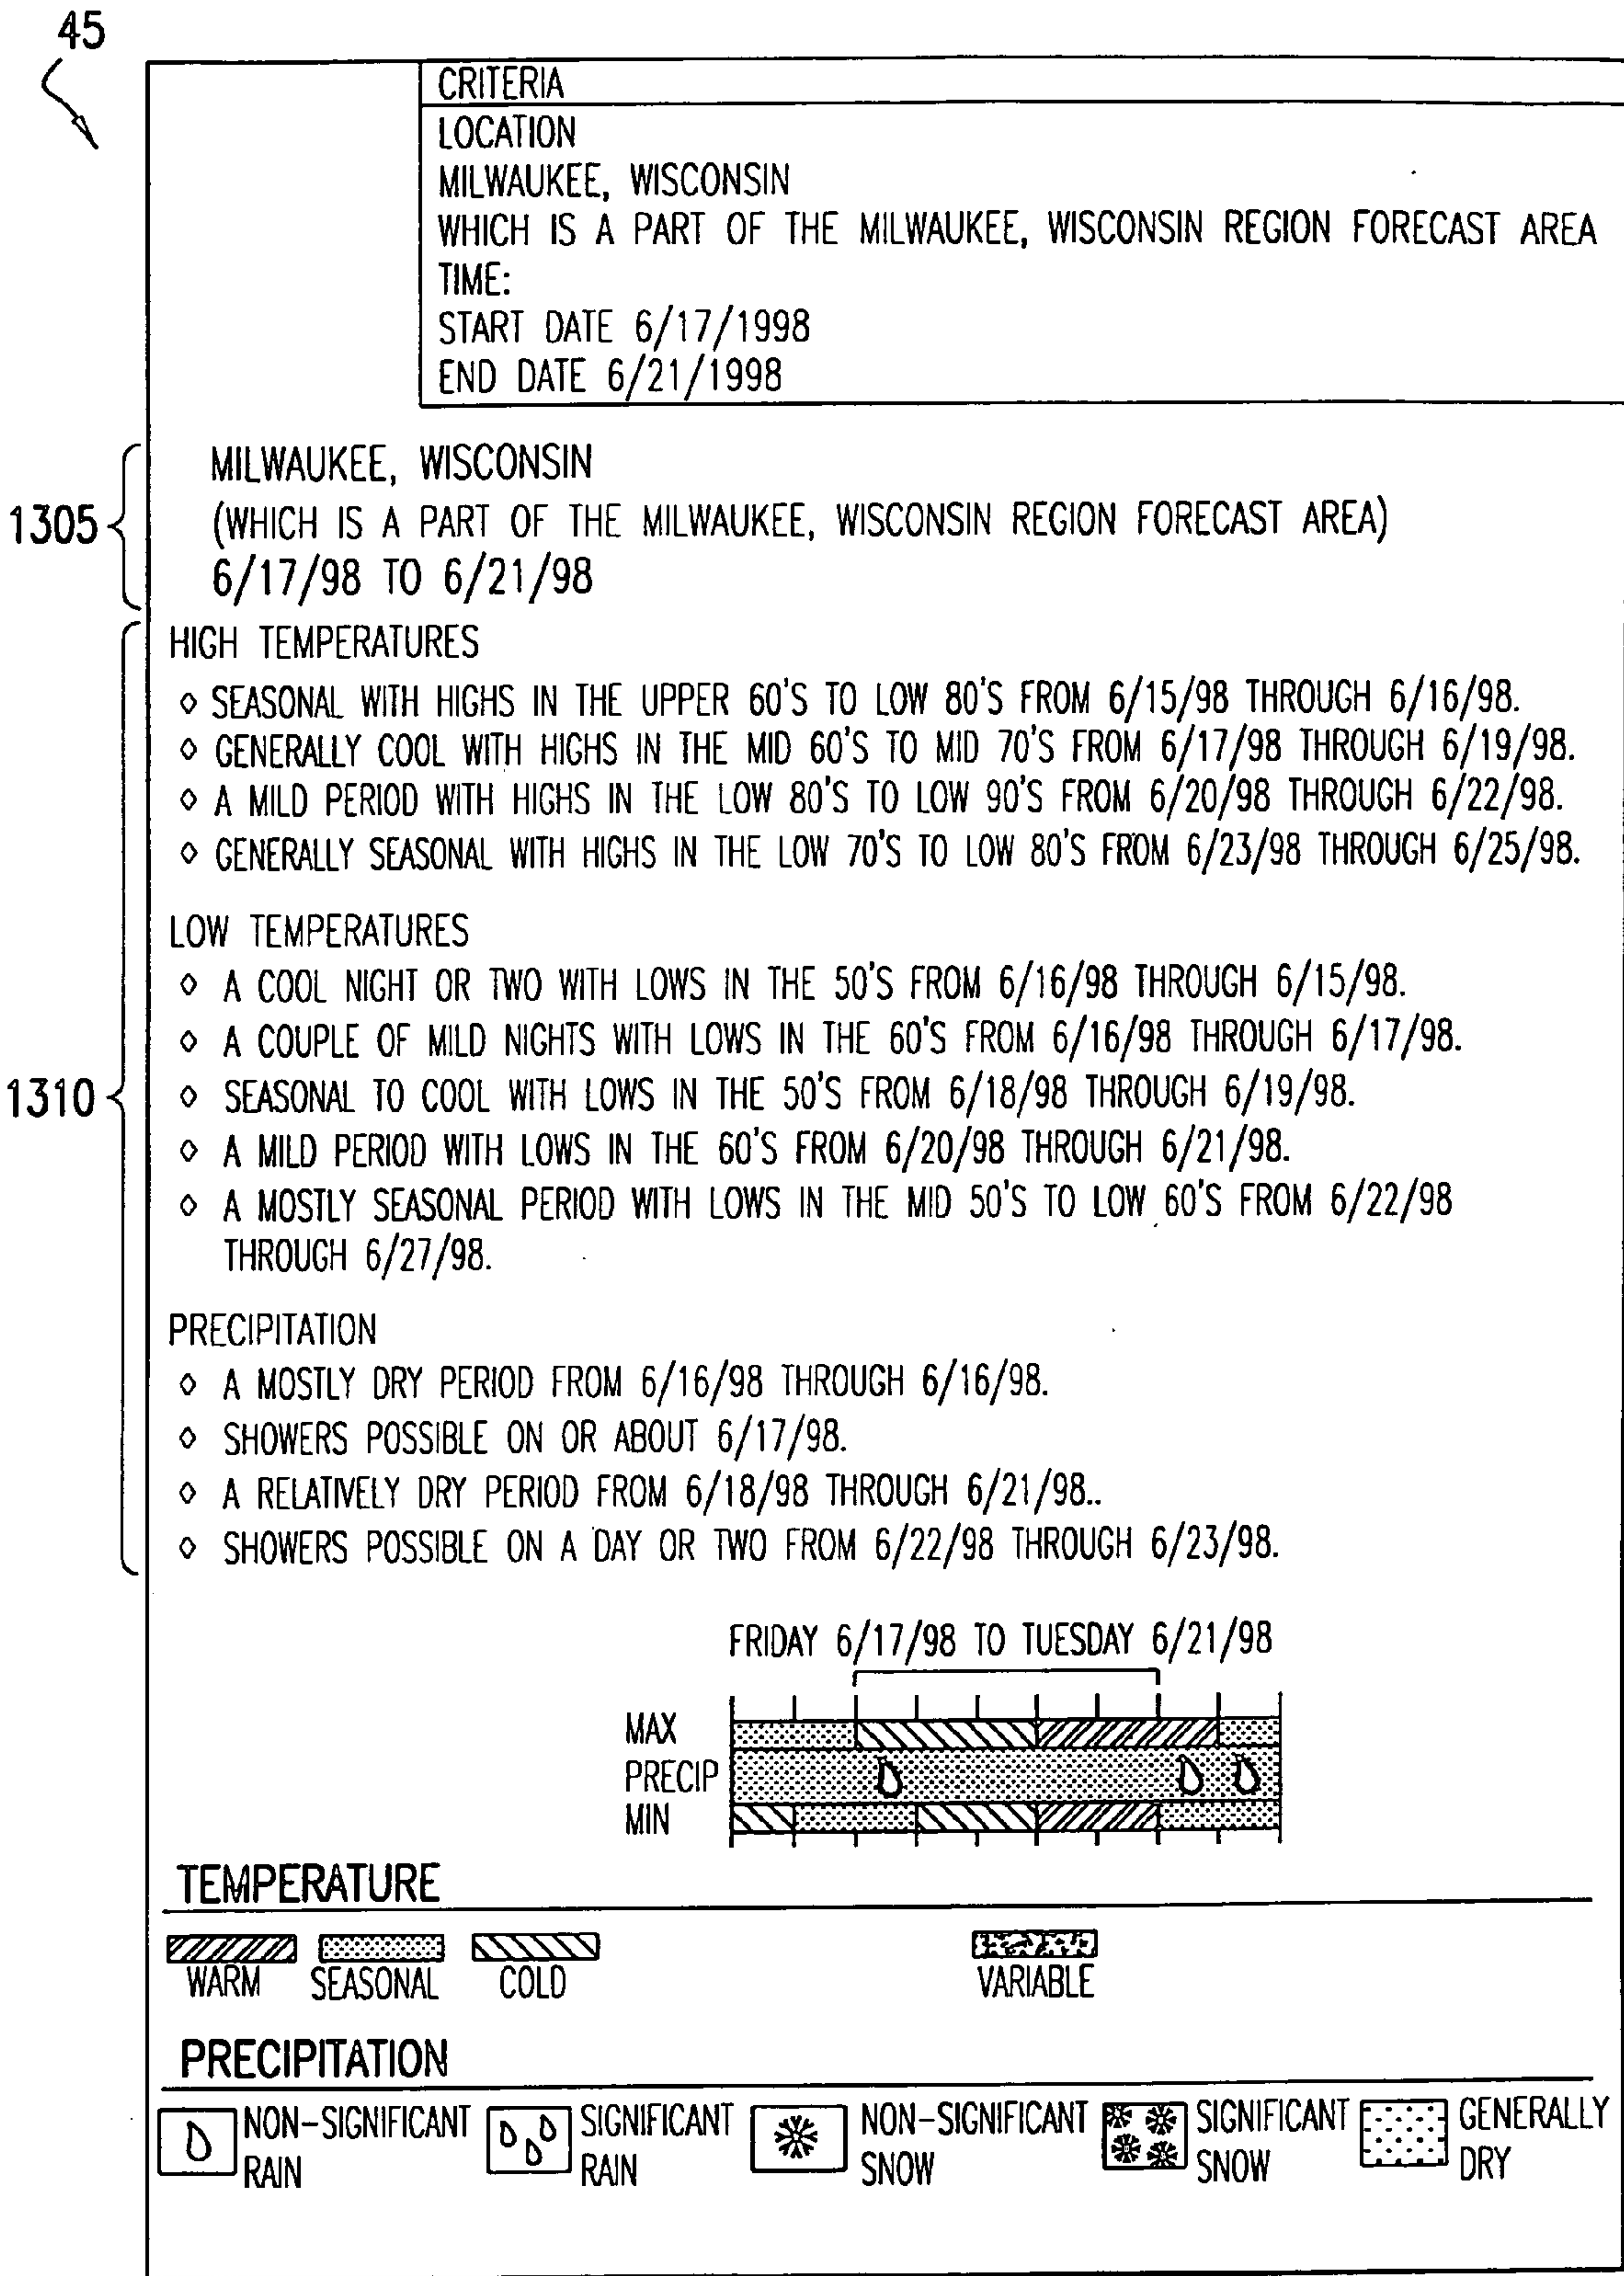 45
CRITERIA
LOCATION
MILWAUKEE, WISCONSIN
WHICH IS A PART OF THE MILWAUKEE, WISCONSIN REGION FORECAST AREA
TIME:
START DATE 6/17/1998
END DATE 6/21/1998
1305
MILWAUKEE, WISCONSIN
(WHICH IS A PART OF THE MILWAUKEE, WISCONSIN REGION FORECAST AREA)
6/17/98 TO 6/21/98
1310
HIGH TEMPERATURES
◇ SEASONAL WITH HIGHS IN THE UPPER 60'S TO LOW 80'S FROM 6/15/98 THROUGH 6/16/98.
◇ GENERALLY COOL WITH HIGHS IN THE MID 60'S TO MID 70'S FROM 6/17/98 THROUGH 6/19/98.
◇ A MILD PERIOD WITH HIGHS IN THE LOW 80'S TO LOW 90'S FROM 6/20/98 THROUGH 6/22/98.
◇ GENERALLY SEASONAL WITH HIGHS IN THE LOW 70'S TO LOW 80'S FROM 6/23/98 THROUGH 6/25/98.
LOW TEMPERATURES
◇ A COOL NIGHT OR TWO WITH LOWS IN THE 50'S FROM 6/16/98 THROUGH 6/15/98.
◇ A COUPLE OF MILD NIGHTS WITH LOWS IN THE 60'S FROM 6/16/98 THROUGH 6/17/98.
◇ SEASONAL TO COOL WITH LOWS IN THE 50'S FROM 6/18/98 THROUGH 6/19/98.
◇ A MILD PERIOD WITH LOWS IN THE 60'S FROM 6/20/98 THROUGH 6/21/98.
◇ A MOSTLY SEASONAL PERIOD WITH LOWS IN THE MID 50'S TO LOW 60'S FROM 6/22/98
THROUGH 6/27/98.
PRECIPITATION
◇ A MOSTLY DRY PERIOD FROM 6/16/98 THROUGH 6/16/98.
◇ SHOWERS POSSIBLE ON OR ABOUT 6/17/98.
◇ A RELATIVELY DRY PERIOD FROM 6/18/98 THROUGH 6/21/98..
◇ SHOWERS POSSIBLE ON A DAY OR TWO FROM 6/22/98 THROUGH 6/23/98.
FRIDAY 6/17/98 TO TUESDAY 6/21/98
MAX
PRECIP
MIN
TEMPERATURE
WARM SEASONAL COLD VARIABLE
PRECIPITATION
NON-SIGNIFICANT RAIN
SIGNIFICANT RAIN
NON-SIGNIFICANT SNOW
SIGNIFICANT SNOW
GENERALLY DRY